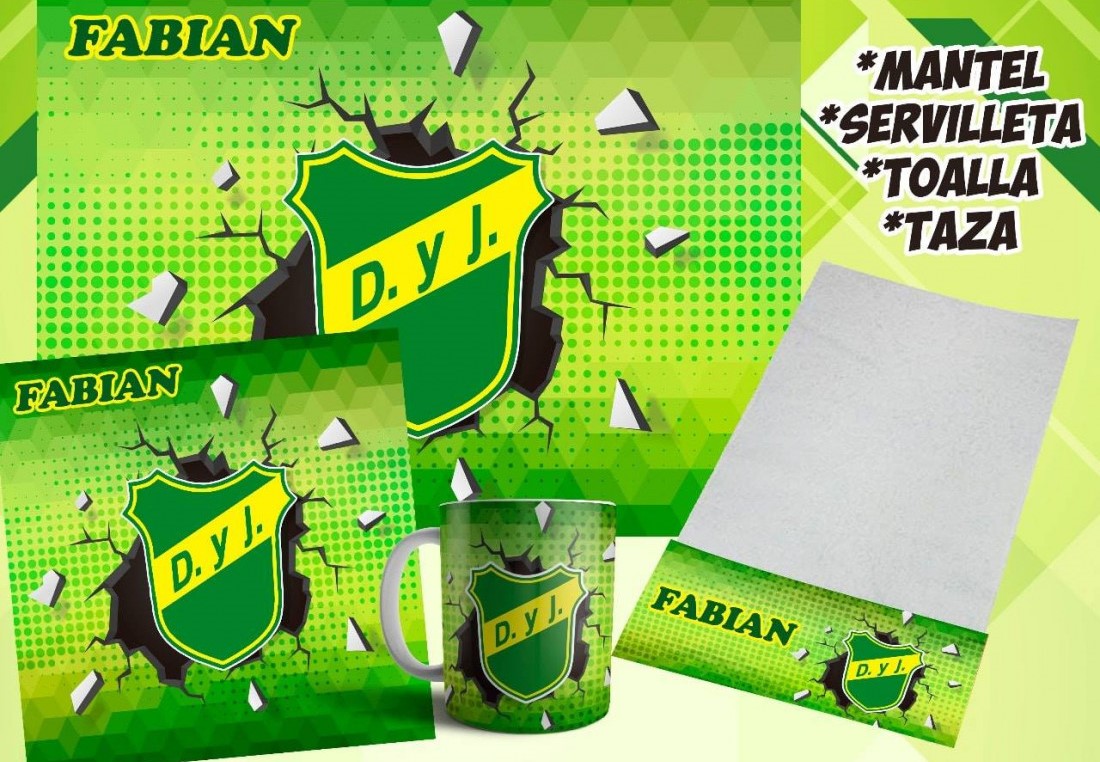 FABIAN
*MANTEL
*SERVILLETA
*TOALLA
*TAZA
D. y J.
FABIAN
D. y J.
D. y J.
FABIAN
D. y J.